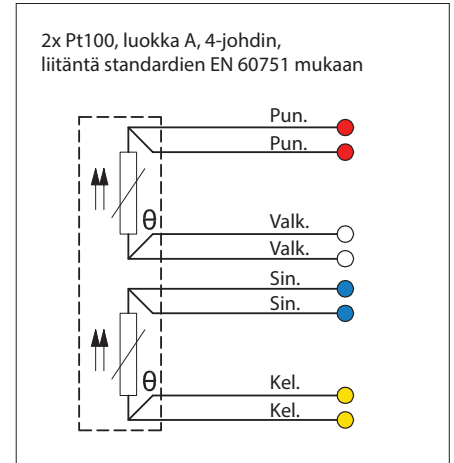 2x Pt100, luokka A, 4-johdin,
liitäntä standardien EN 60751 mukaan
Pun.
Pun.
θ
Valk.
Valk.
Sin.
Sin.
θ
Kel.
Kel.